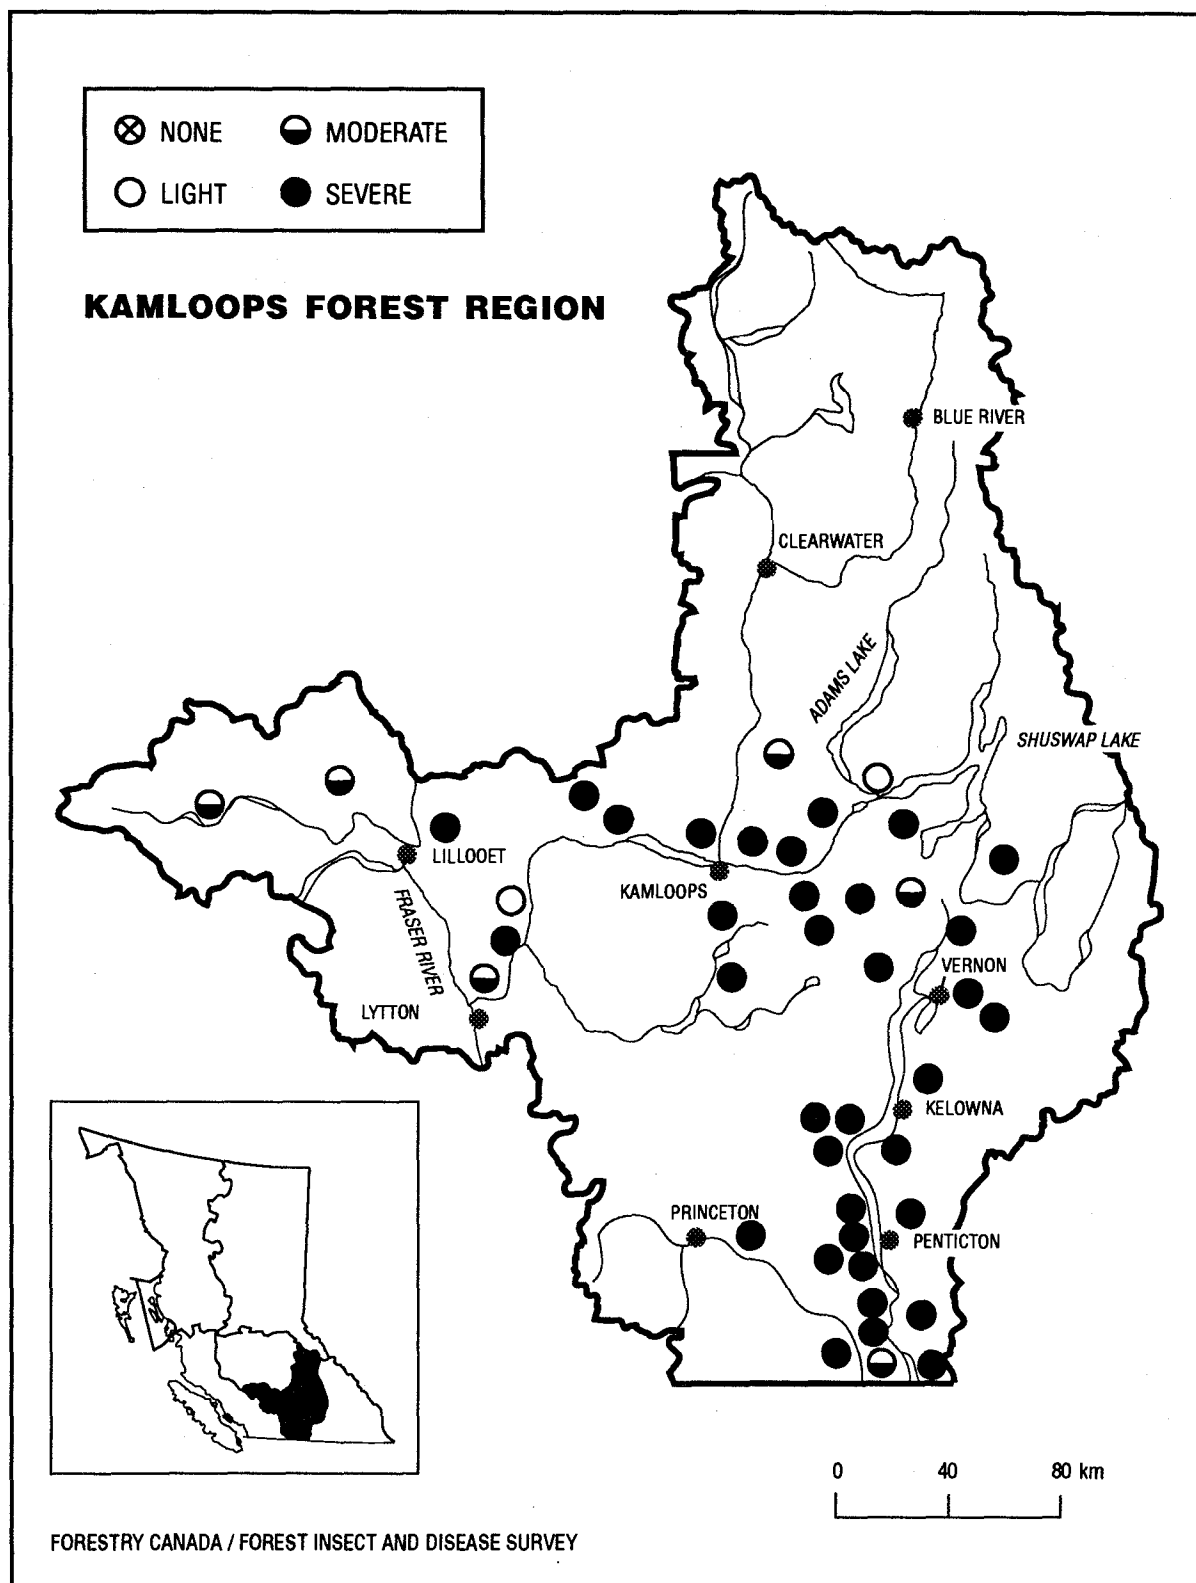 NONE MODERATE
LIGHT SEVERE
KAMLOOPS FOREST REGION
BLUE RIVER
CLEARWATER
ADAMS LAKE
SHUSWAP LAKE
LILLOOET
KAMLOOPS
FRASER RIVER
VERNON
LYTTON
KELOWNA
PRINCETON
PENTICTON
0 40 80 km
FORESTRY CANADA / FOREST INSECT AND DISEASE SURVEY